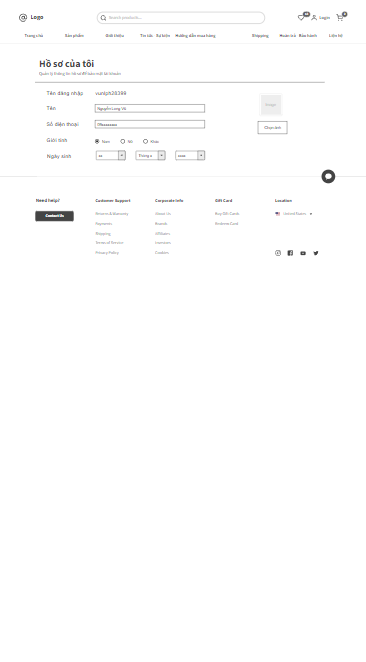 Logo
Search products...
Login
Trang chủ Sản phẩm Giới thiệu Tin tức Sự kiện Hướng dẫn mua hàng Shipping Hoàn trả Bảo hành Liên hệ
Hồ sơ của tôi
Quản lý thông tin hồ sơ để bảo mật tài khoản
Tên đăng nhập vunlph28399
Image
Tên Nguyễn Long Vũ
Số điện thoại
Chọn ảnh
Giới tính Nam Nữ Khác
Ngày sinh xx Tháng x xxxx
Need help? Customer Support Corporate Info Gift Card Location
Contact Us Returns & Warranty About Us Buy Gift Cards United States
Payments Brands Redeem Card
Shipping Affiliates
Terms of Service Investors
Privacy Policy Careers